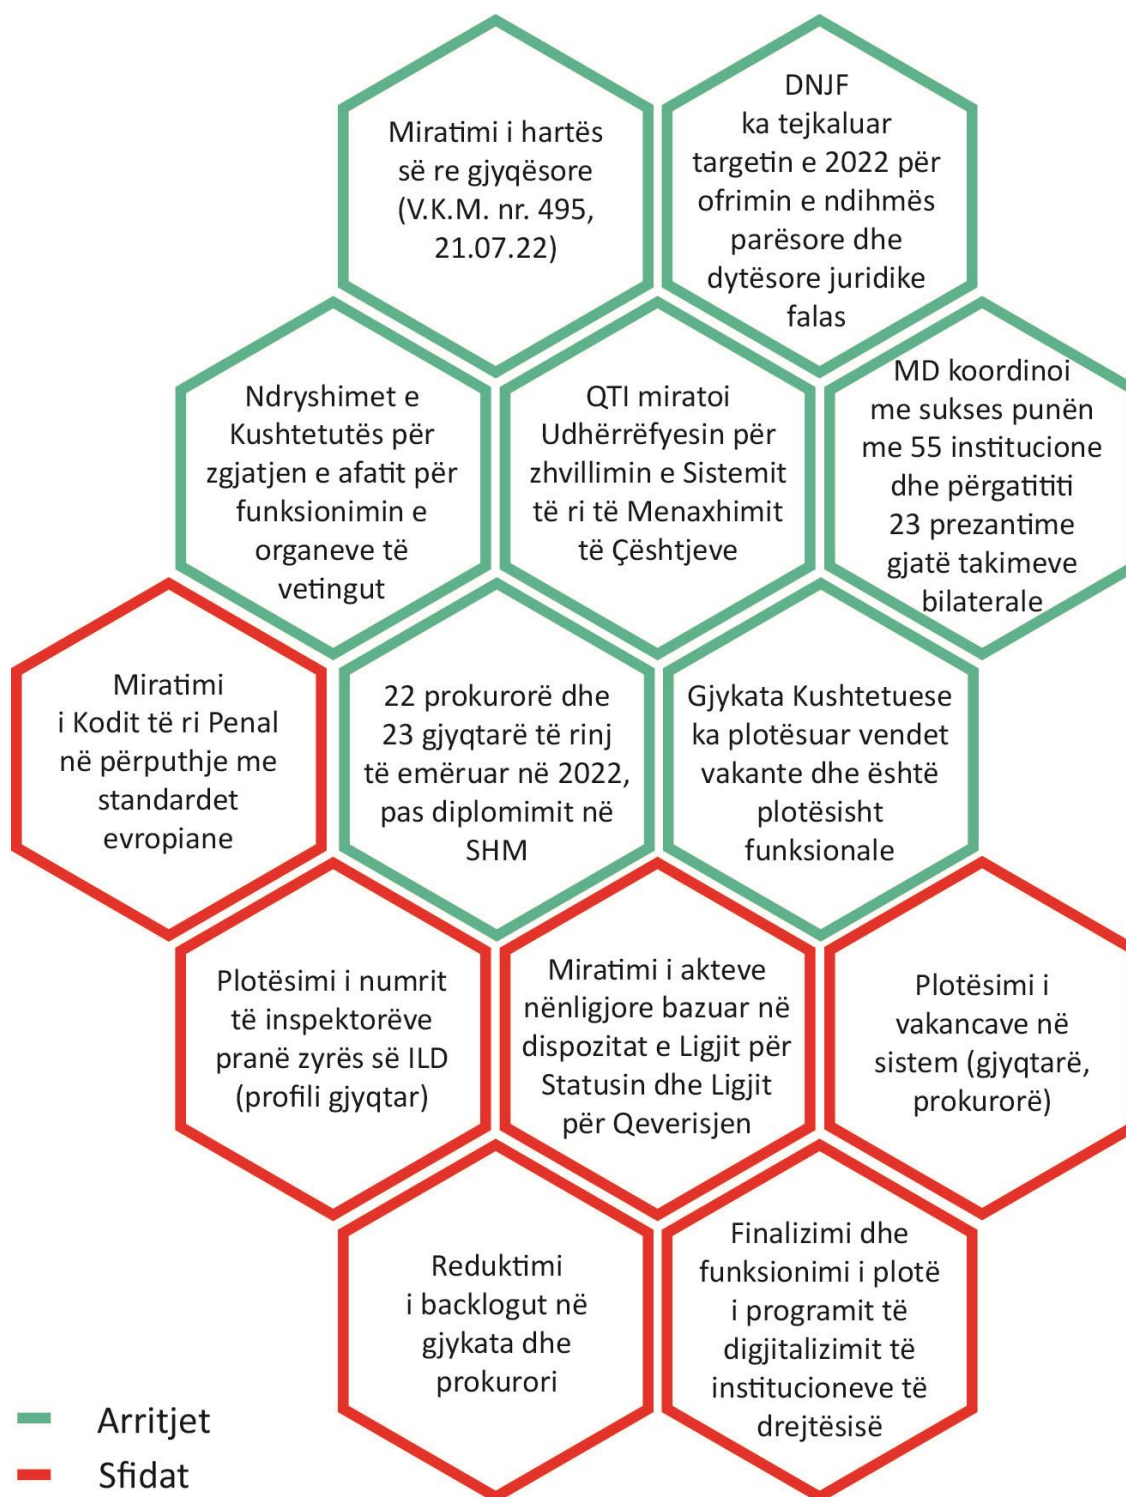 Miratimi i hartës
së re gjyqësore
(V.K.M. nr. 495,
21.07.22)
DNJF
ka tejkaluar
targetin e 2022 për
ofrimin e ndihmës
parësore dhe
dytësore juridike
falas
Ndryshimet e
Kushtetutës për
zgjatjen e afatit për
funksionimin e
organeve të
vetingut
QTI miratoi
Udhërrëfyesin për
zhvillimin e Sistemit
të ri të Menaxhimit
të Çështjeve
MD koordinoi
me sukses punën
me 55 institucione
dhe përgatititi
23 prezantime
gjatë takimeve
bilaterale
Miratimi
i Kodit të ri Penal
në përputhje me
standardet
evropiane
22 prokurorë dhe
23 gjyqtarë të rinj
të emëruar në 2022,
pas diplomimit në
SHM
Gjykata Kushtetuese
ka plotësuar vendet
vakante dhe është
plotësisht
funksionale
Plotësimi i numrit
të inspektorëve
pranë zyrës së ILD
(profili gjyqtar)
Miratimi i akteve
nënligjore bazuar në
dispozitat e Ligjit për
Statusin dhe Ligjit
për Qeverisjen
Plotësimi i
vakancave në
sistem (gjyqtarë,
prokurorë)
Reduktimi
i backlogut në
gjykata dhe
prokurori
Finalizimi dhe
funksionimi i plotë
i programit të
digjitalizimit të
institucioneve të
drejtësisë
Arritjet
Sfidat